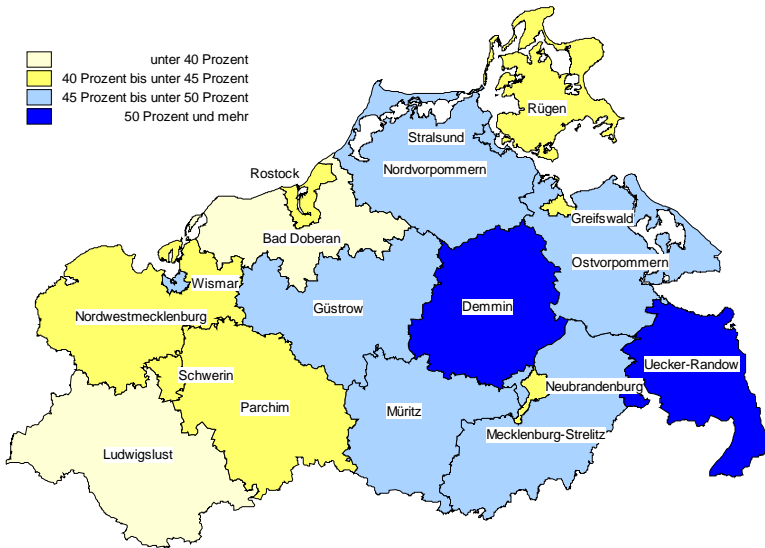 unter 40 Prozent
40 Prozent bis unter 45 Prozent
45 Prozent bis unter 50 Prozent
50 Prozent und mehr
Rügen
Stralsund
Nordvorpommern
Rostock
Greifswald
Bad Doberan
Ostvorpommern
Wismar
Güstrow
Demmin
Nordwestmecklenburg
Uecker-Randow
Schwerin
Neubrandenburg
Parchim
Müritz
Mecklenburg-Strelitz
Ludwigslust